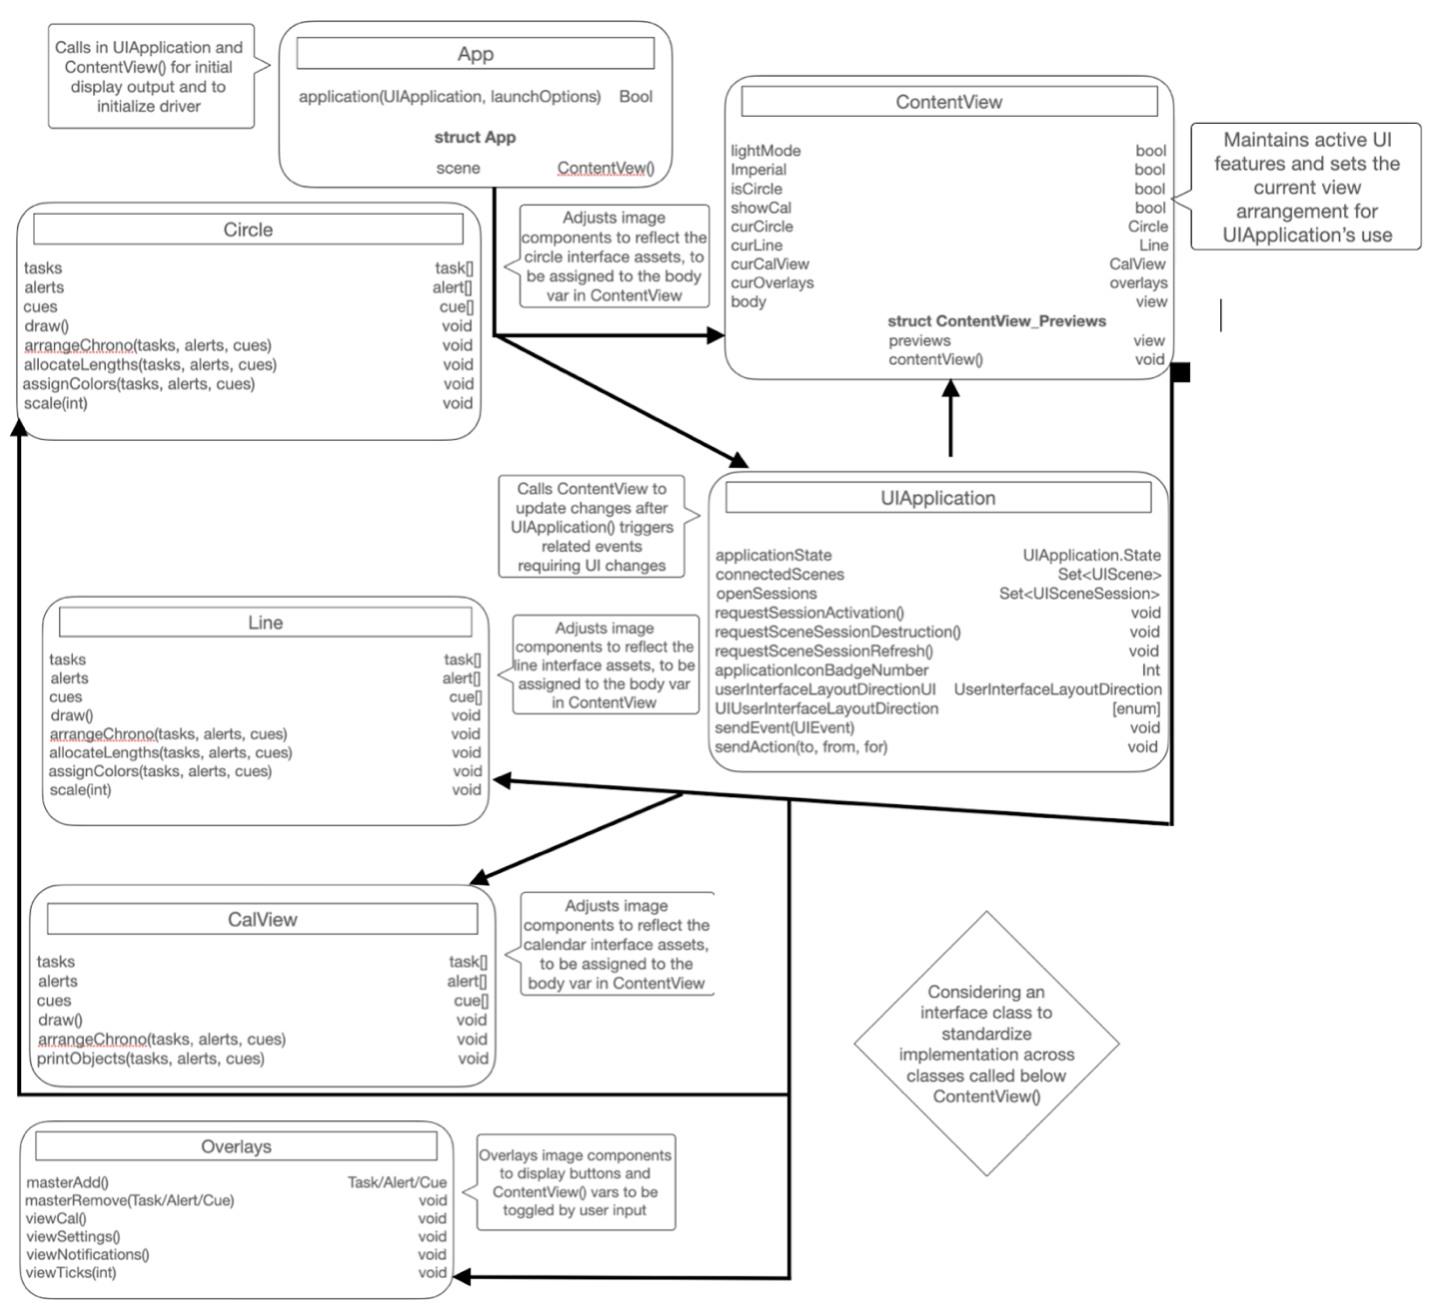 Calls in UIApplication and
ContentView() for initial
display output and to
initialize driver
App
application(UIApplication, launchOptions) Bool
struct App
scene ContentVew()
ContentView
lightMode bool
Imperial bool
isCircle bool
showCal bool
curCircle Circle
curLine Line
curCalView CalView
curOverlays overlays
body view
struct ContentView_Previews
previews view
contentView() void
Maintains active UI
features and sets the
current view
arrangement for
UIApplication's use
Circle
tasks task[]
alerts alert[]
cues cue[]
draw() void
arrangeChrono(tasks, alerts, cues) void
allocateLengths(tasks, alerts, cues) void
assignColors(tasks, alerts, cues) void
scale(int) void
Adjusts image
components to reflect the
circle interface assets, to
be assigned to the body
var in ContentView
Calls ContentView to
update changes after
UIApplication() triggers
related events
requiring UI changes
UIApplication
applicationState UIApplication.State
connectedScenes Set<UIScene>
openSessions Set<UISceneSession>
requestSessionActivation() void
requestSceneSessionDestruction() void
requestSceneSessionRefresh() void
applicationIconBadgeNumber Int
userInterfaceLayoutDirectionUI UserInterfaceLayoutDirection
UIUserInterfaceLayoutDirection [enum]
sendEvent(UIEvent) void
sendAction(to, from, for) void
Line
tasks task[]
alerts alert[]
cues cue[]
draw() void
arrangeChrono(tasks, alerts, cues) void
allocateLengths(tasks, alerts, cues) void
assignColors(tasks, alerts, cues) void
scale(int) void
Adjusts image
components to reflect the
line interface assets, to be
assigned to the body var
in ContentView
CalView
tasks task[]
alerts alert[]
cues cue[]
draw() void
arrangeChrono(tasks, alerts, cues) void
printObjects(tasks, alerts, cues) void
Adjusts image
components to reflect the
calendar interface assets,
to be assigned to the
body var in ContentView
Considering an
interface class to
standardize
implementation across
classes called below
ContentView()
Overlays
masterAdd() Task/Alert/Cue
masterRemove(Task/Alert/Cue) void
viewCal() void
viewSettings() void
viewNotifications() void
viewTicks(int) void
Overlays image components
to display buttons and
ContentView() vars to be
toggled by user input